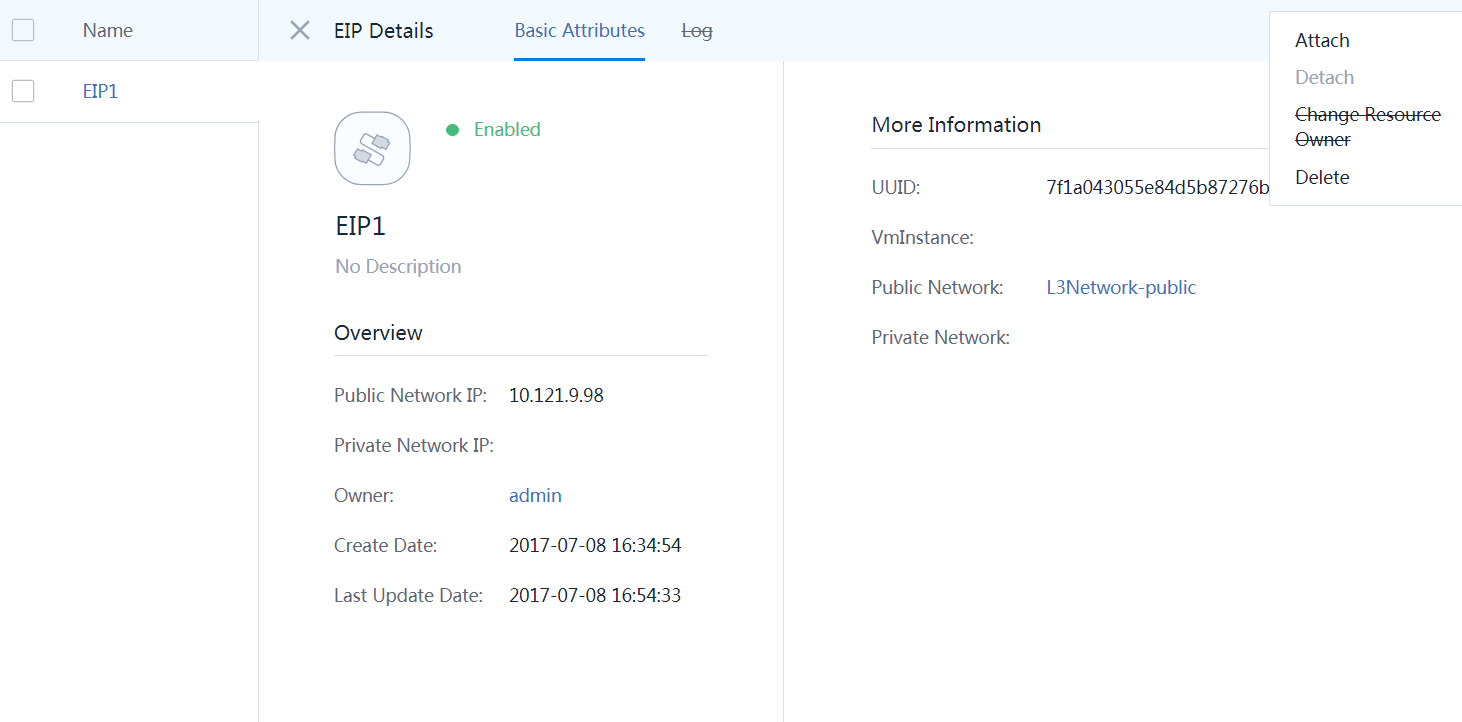 Name
EIP1
EIP Details
Basic Attributes
Log
Enabled
EIP1
No Description
Overview
Public Network IP: 10.121.9.98
Private Network IP:
Owner: admin
Create Date: 2017-07-08 16:34:54
Last Update Date: 2017-07-08 16:54:33
More Information
UUID: 7f1a043055e84d5b87276b
VmInstance:
Public Network: L3Network-public
Private Network:
Attach
Detach
Change Resource
Owner
Delete